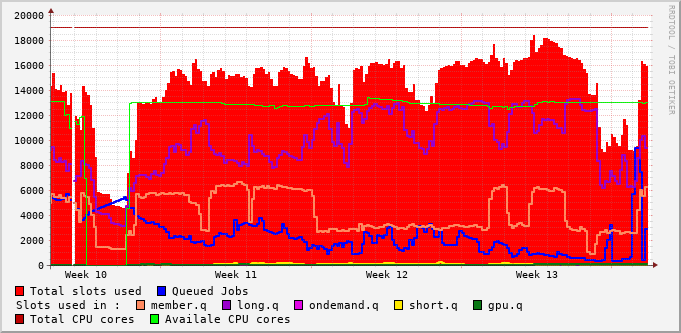 20000
18000
16000
14000
12000
10000
8000
6000
4000
2000
0
Week 10 Week 11 Week 12 Week 13
RRDTOOL / TOBI OETIKER
Total slots used Queued Jobs
Slots used in : member.q long.q ondemand.q short.q gpu.q
Total CPU cores Availale CPU cores